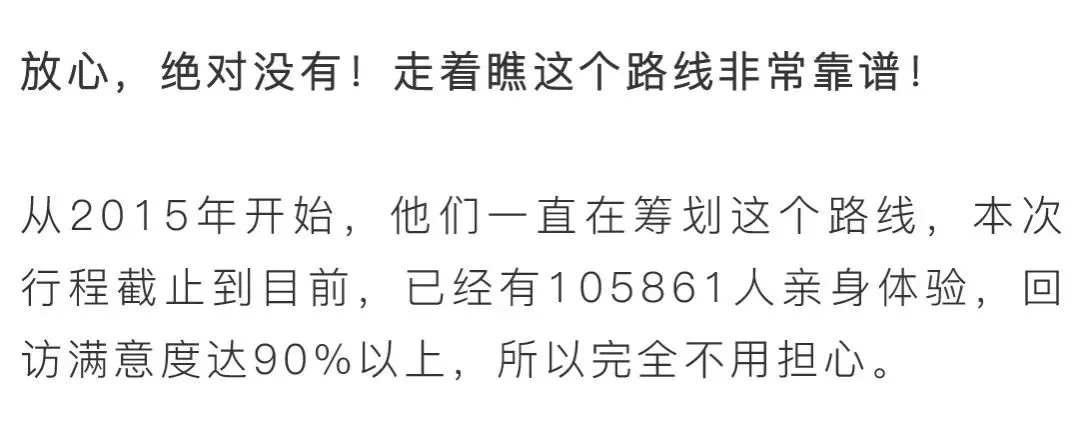 放心，绝对没有！走着瞧这个路线非常靠谱！
从2015年开始，他们一直在筹划这个路线，本次
行程截止到目前，已经有105861人亲身体验，回
访满意度达90%以上，所以完全不用担心。